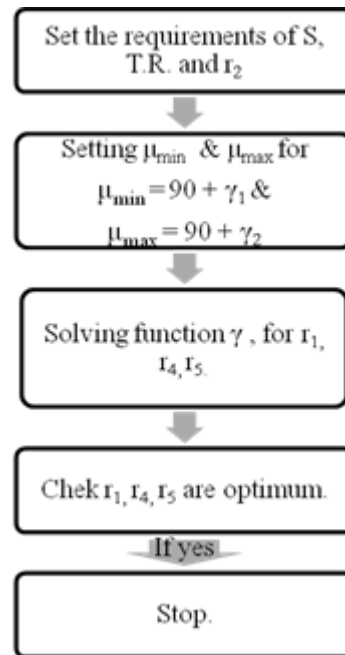 Set the requirements of S,
T.R. and r₂
Setting μmin & μmax for
μmin = 90 + γ₁ &
μmax = 90 + γ₂
Solving function γ , for r₁,
r₄, r₅.
Chek r₁, r₄, r₅ are optimum.
If yes
Stop.